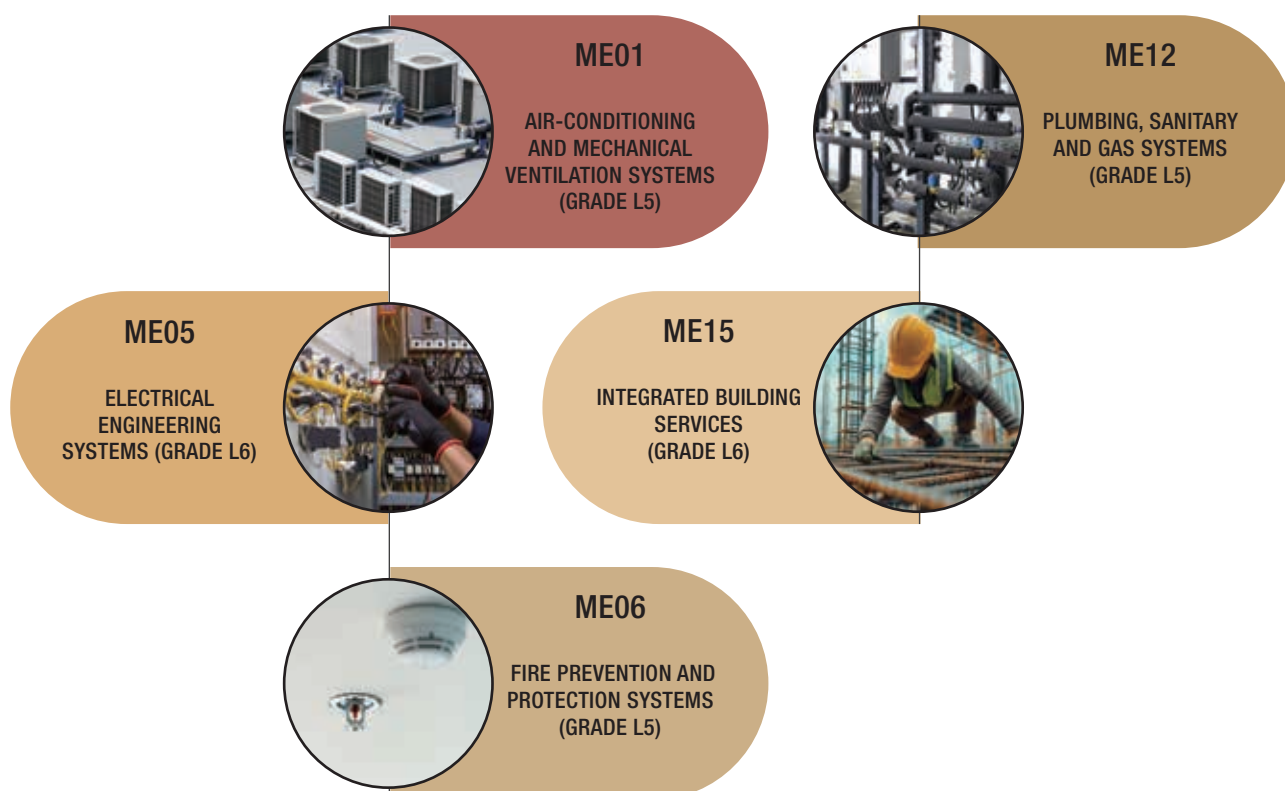 ME01
AIR-CONDITIONING
AND MECHANICAL
VENTILATION SYSTEMS
(GRADE L5)
ME12
PLUMBING, SANITARY
AND GAS SYSTEMS
(GRADE L5)
ME05
ELECTRICAL
ENGINEERING
SYSTEMS (GRADE L6)
ME15
INTEGRATED BUILDING
SERVICES
(GRADE L6)
ME06
FIRE PREVENTION AND
PROTECTION SYSTEMS
(GRADE L5)